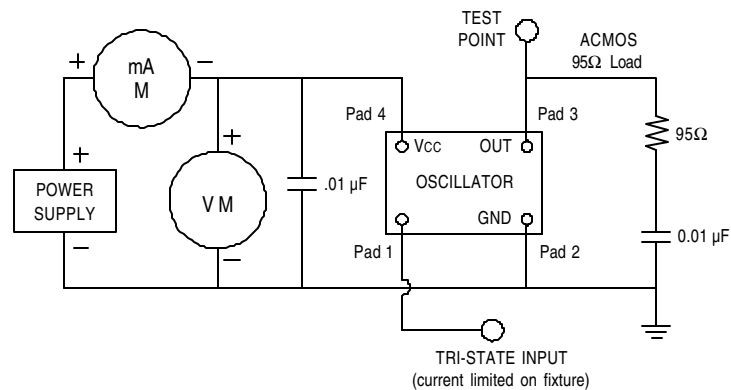 TEST
POINT
ACMOS
95Ω Load
+
–
mA
M
Pad 4
Pad 3
+
+
VCC
OUT
95Ω
POWER
SUPPLY
V M
.01 µF
OSCILLATOR
GND
–
–
Pad 1
Pad 2
0.01 µF
TRI-STATE INPUT
(current limited on fixture)